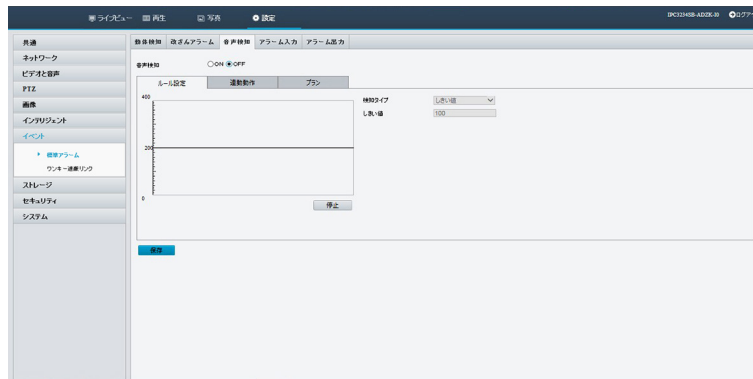 ライブビュー 再生 写真 設定 IPC3234SB-ADZK-I0 ログア
共通
ネットワーク
ビデオと音声
PTZ
画像
インテリジェント
イベント
標準アラーム
ワンキー遮断リンク
ストレージ
セキュリティ
システム
動体検知 改ざんアラーム 音声検知 アラーム入力 アラーム出力
音声検知 ON OFF
ルール設定 連動動作 プラン
400
200
0
検知タイプ しきい値
しきい値 100
停止
保存